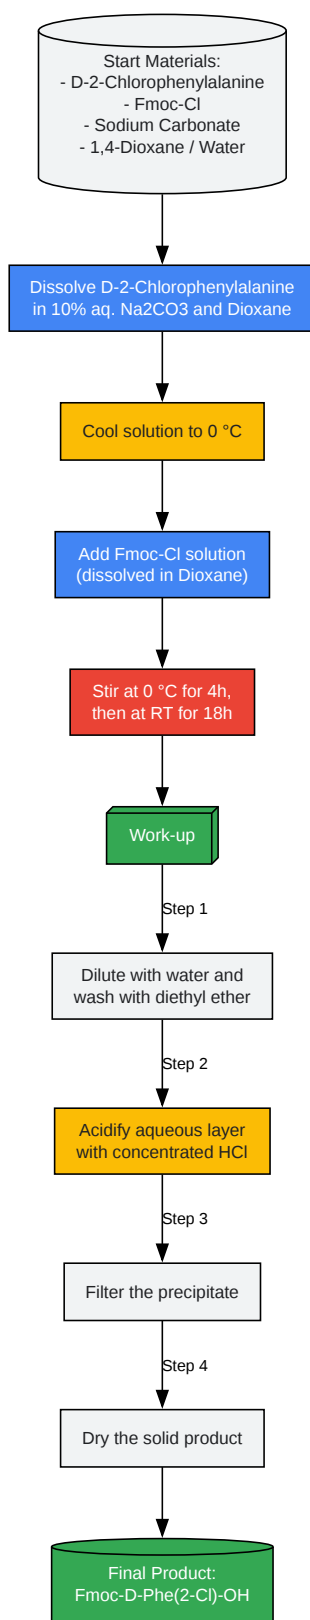 Start Materials:
- D-2-Chlorophenylalanine
- Fmoc-Cl
- Sodium Carbonate
- 1,4-Dioxane / Water
Dissolve D-2-Chlorophenylalanine
in 10% aq. Na2CO3 and Dioxane
Cool solution to 0 °C
Add Fmoc-Cl solution
(dissolved in Dioxane)
Stir at 0 °C for 4h,
then at RT for 18h
Work-up
Step 1
Dilute with water and
wash with diethyl ether
Step 2
Acidify aqueous layer
with concentrated HCl
Step 3
Filter the precipitate
Step 4
Dry the solid product
Final Product:
Fmoc-D-Phe(2-Cl)-OH